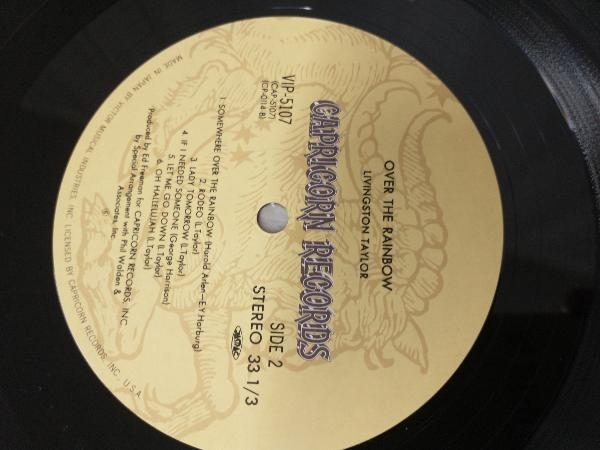 OVER THE RAINBOW
LIVINGSTON TAYLOR
CAPRICORN RECORDS
VIP-5107
(CAP-5107)
(CP-0114-B)
SIDE 2
STEREO 33 1/3
1. SOMEWHERE OVER THE RAINBOW (Harold Arlen—E.Y.Harburg)
2. RODEO (L.Taylor)
3. LADY TOMORROW (L.Taylor)
4. IF I NEEDED SOMEONE (George Harrison)
5. LET ME GO DOWN (L.Taylor)
6. OH HALLELUJAH (L.Taylor)
Produced by Ed Freeman for CAPRICORN RECORDS, INC.
by Special Arrangement with Phil Walden &
Associates, Inc.
Ⓟ
MADE IN JAPAN BY VICTOR MUSICAL INDUSTRIES, INC. LICENSED BY CAPRICORN RECORDS, INC., U.S.A.